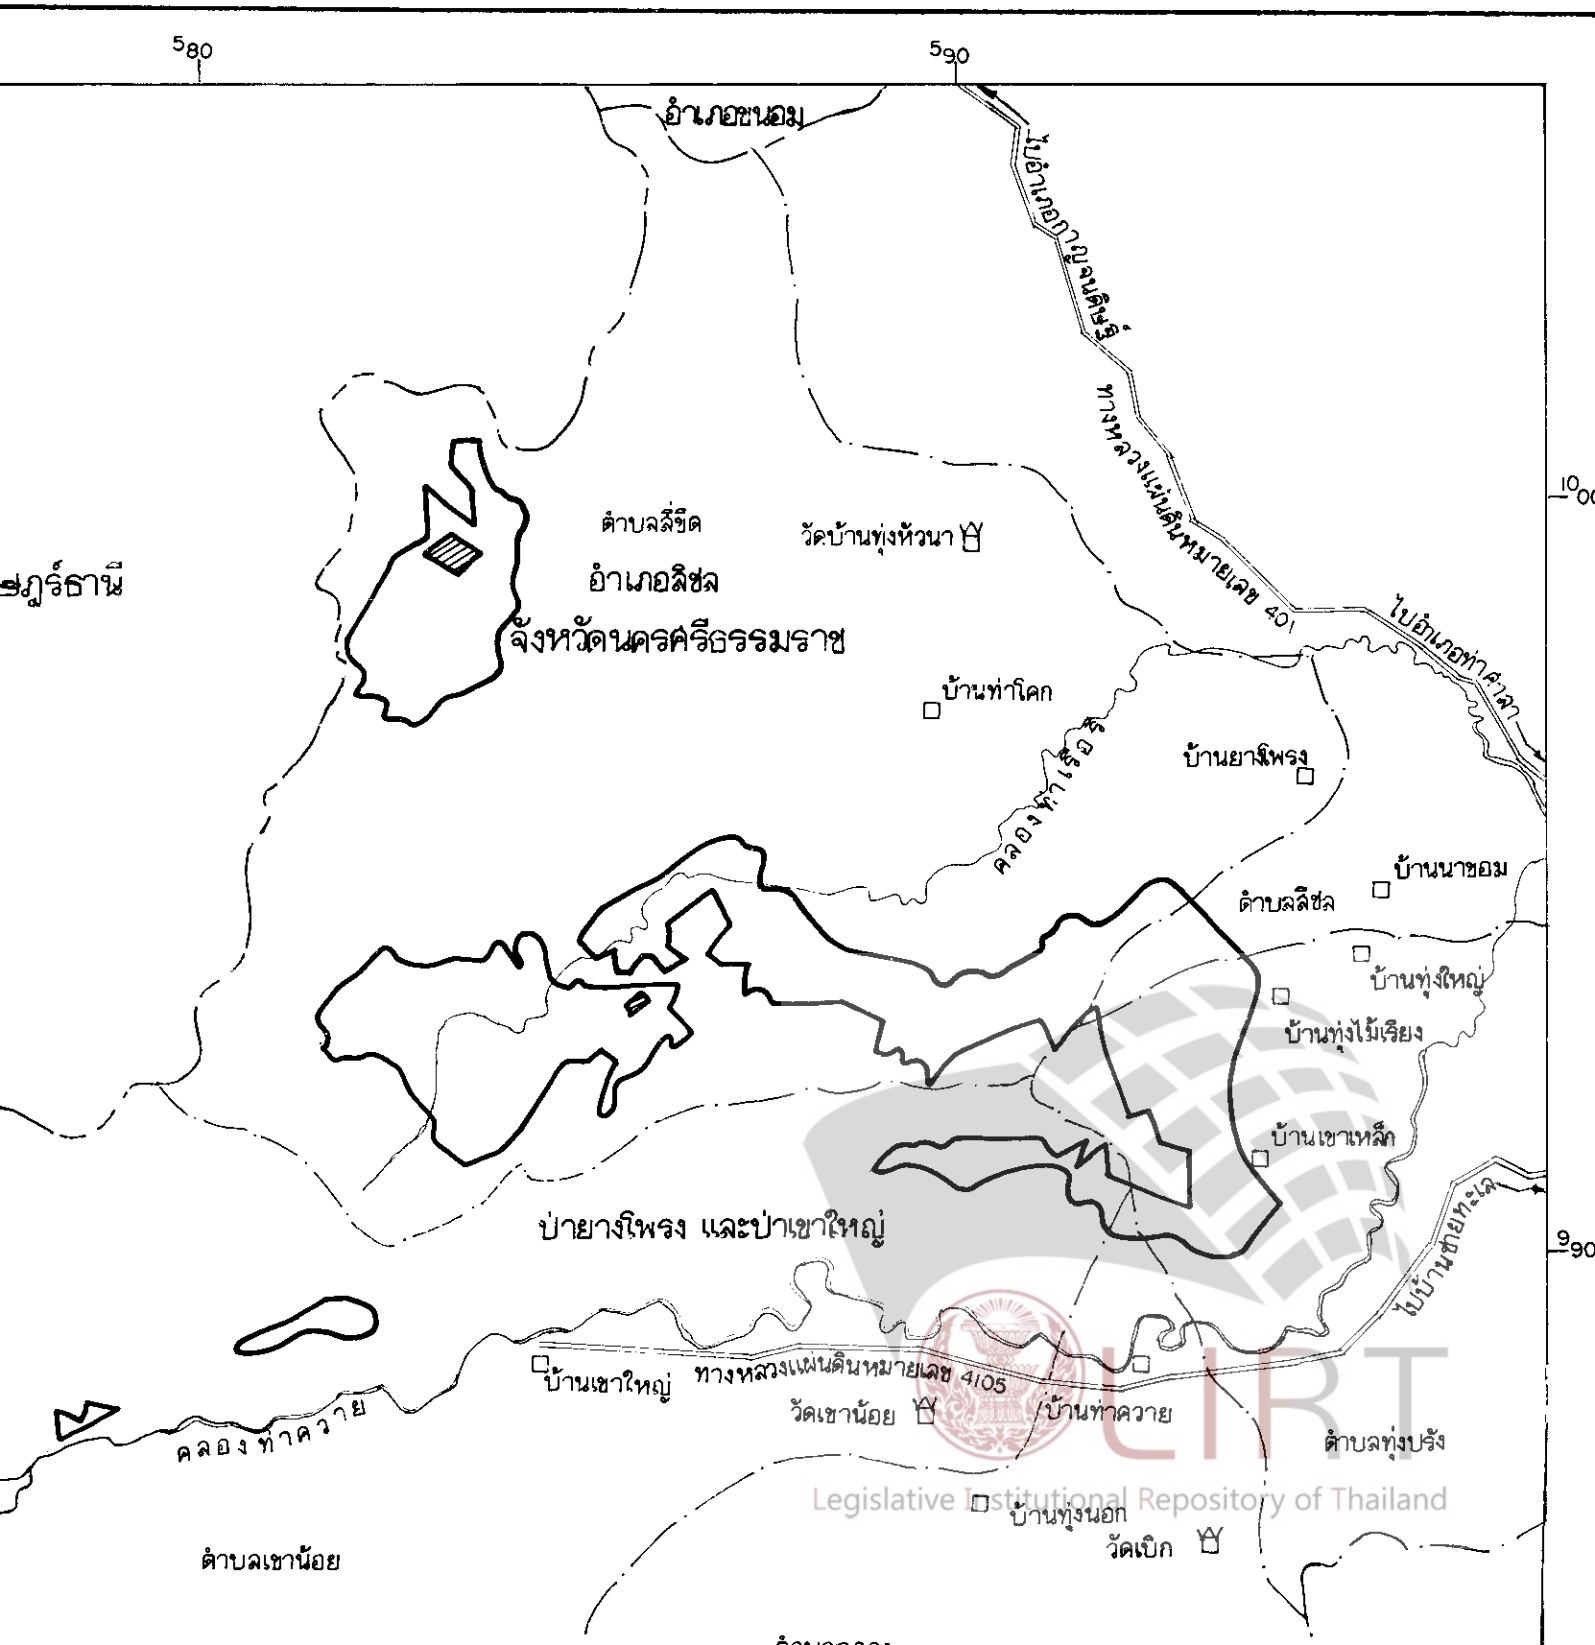 580
590
อำเภอขนอม
ไปอำเภอกาญจนดิษฐ์
ทางหลวงแผ่นดินหมายเลข 401
1000
ตำบลสี่ขีด
วัดบ้านทุ่งหัวนา
อำเภอสิชล
ษฎร์ธานี
จังหวัดนครศรีธรรมราช
ไปอำเภอท่าศาลา
บ้านท่าโคก
คลองท่าเรือรี
บ้านยางโพรง
บ้านนาขอม
ตำบลสิชล
บ้านทุ่งใหญ่
บ้านทุ่งไม้เรียง
บ้านเขาเหล็ก
ป่ายางโพรง และป่าเขาใหญ่
990
ไปบ้านชายทะเล
บ้านเขาใหญ่
ทางหลวงแผ่นดินหมายเลข 4105
คลองท่าควาย
วัดเขาน้อย
บ้านท่าควาย
ตำบลทุ่งปรัง
LIRT
Legislative Institutional Repository of Thailand
บ้านทุ่งนอก
วัดเบิก
ตำบลเขาน้อย